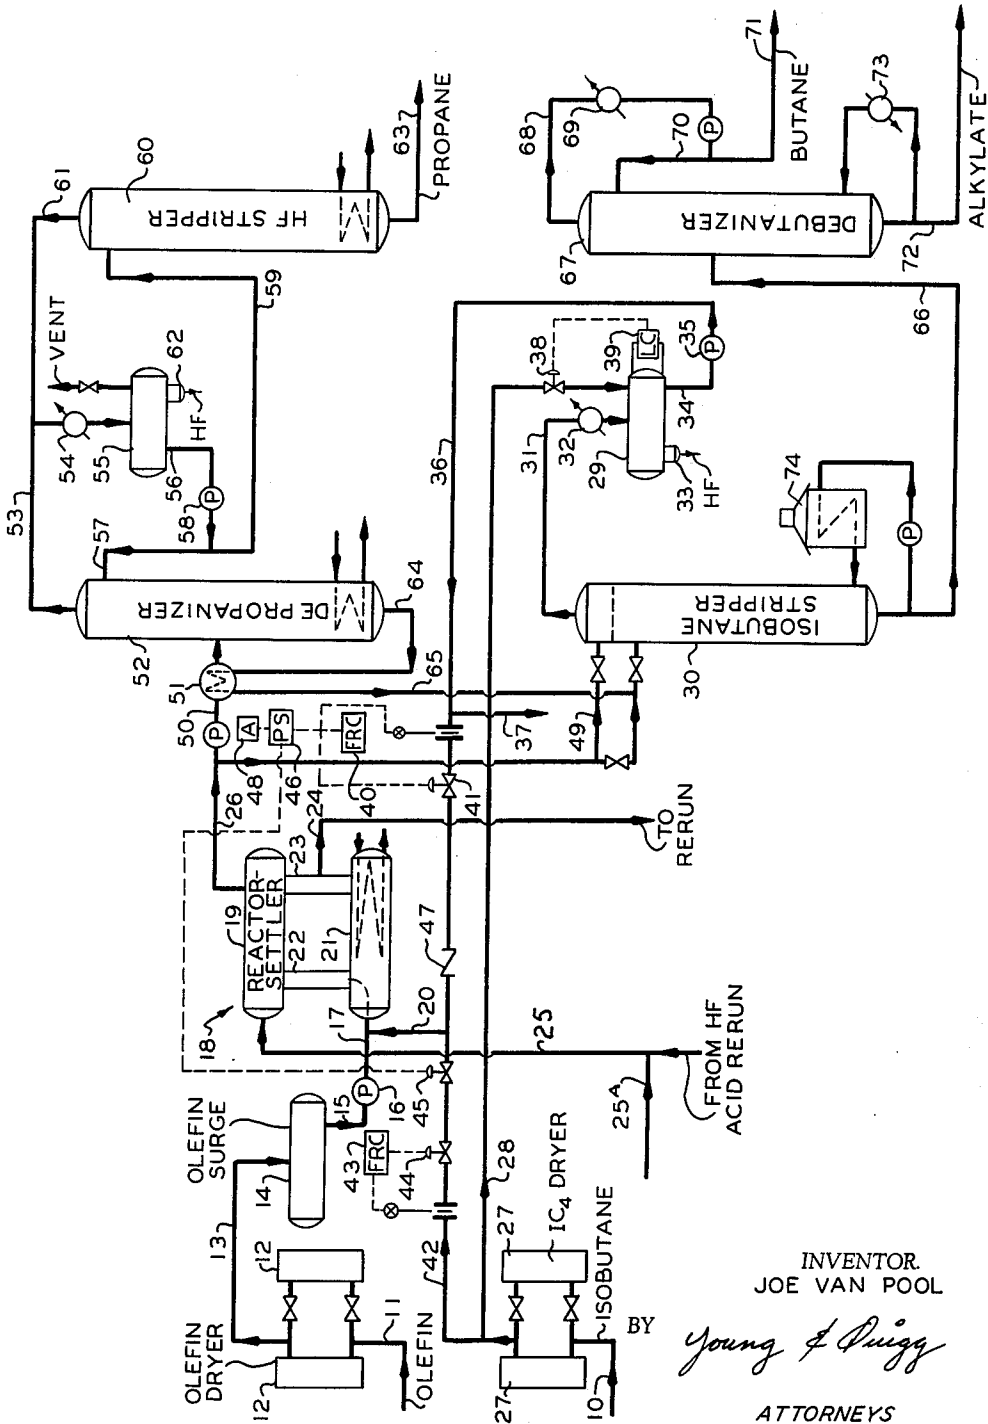 53
61
60
HF STRIPPER
63
PROPANE
VENT
54
55
56
62
HF
58
P
59
57
DEPROPANIZER
52
64
51
65
50
P
A
48
PS
46
FRC
40
24
26
23
19
REACTOR-
SETTLER
22
21
18
17
20
25
47
41
37
36
TO
RERUN
OLEFIN
SURGE
14
15
16
P
13
45
43
FRC
44
42
28
25A
FROM HF
ACID RERUN
OLEFIN
DRYER
12
12
11
OLEFIN
27
27
IC4 DRYER
10
ISOBUTANE
49
30
ISOBUTANE
STRIPPER
31
32
29
33
HF
34
35
P
38
39
LC
74
P
66
67
DEBUTANIZER
68
69
P
70
71
BUTANE
72
73
ALKYLATE
INVENTOR.
JOE VAN POOL
BY
Young & Quigg
ATTORNEYS